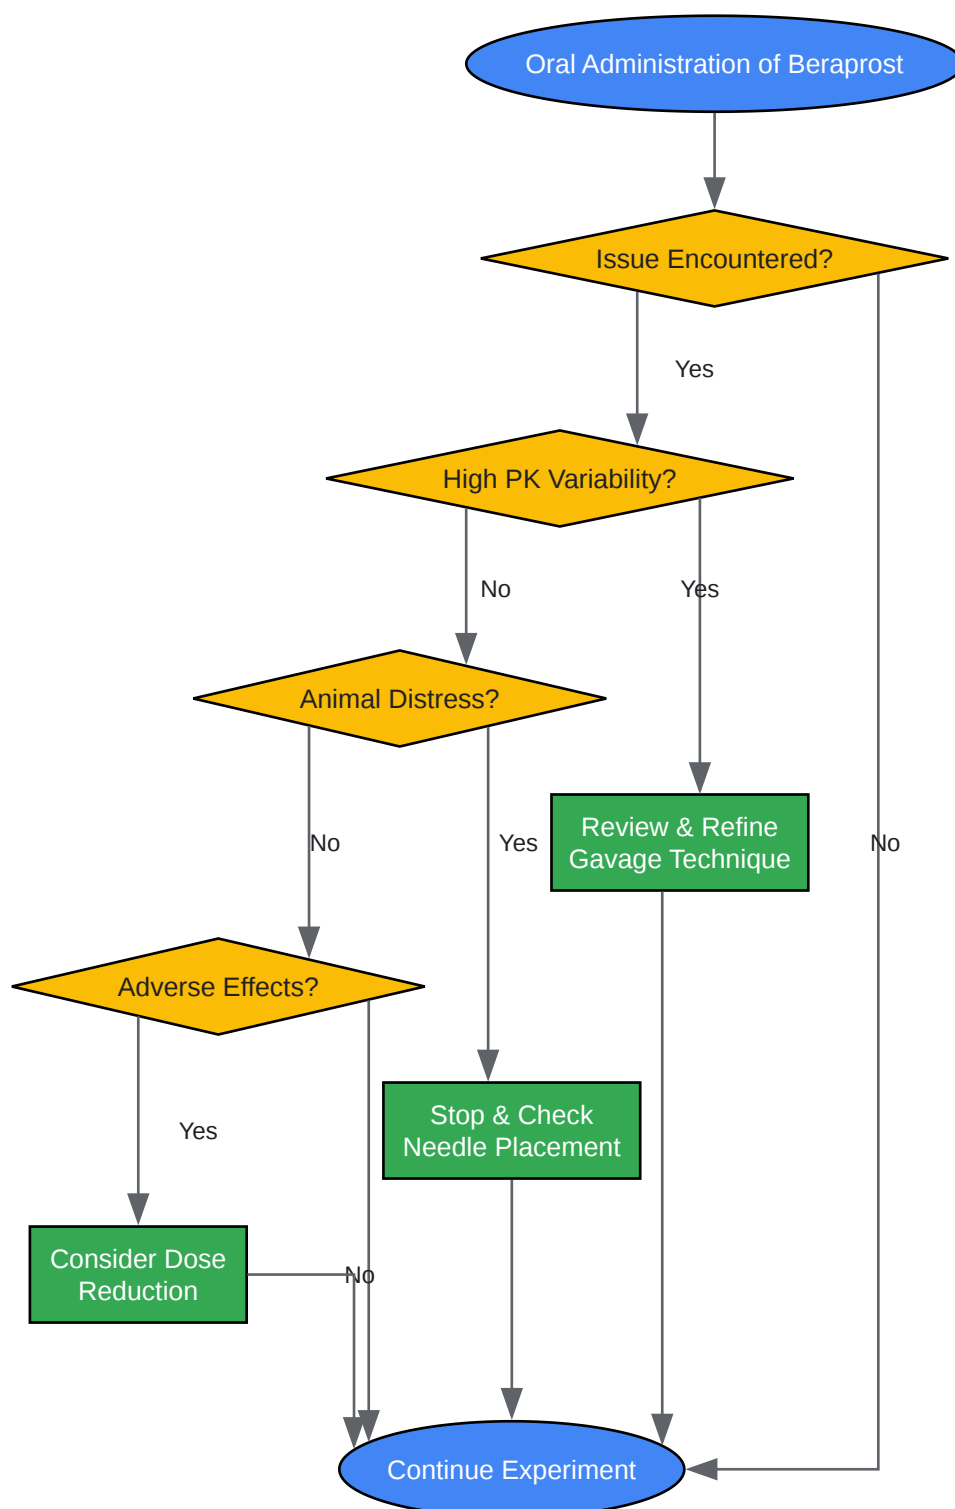 Oral Administration of Beraprost
Issue Encountered?
Yes
High PK Variability?
No
Yes
Animal Distress?
Review & Refine
Gavage Technique
No
Yes
No
Adverse Effects?
Stop & Check
Needle Placement
Yes
Consider Dose
Reduction
No
Continue Experiment